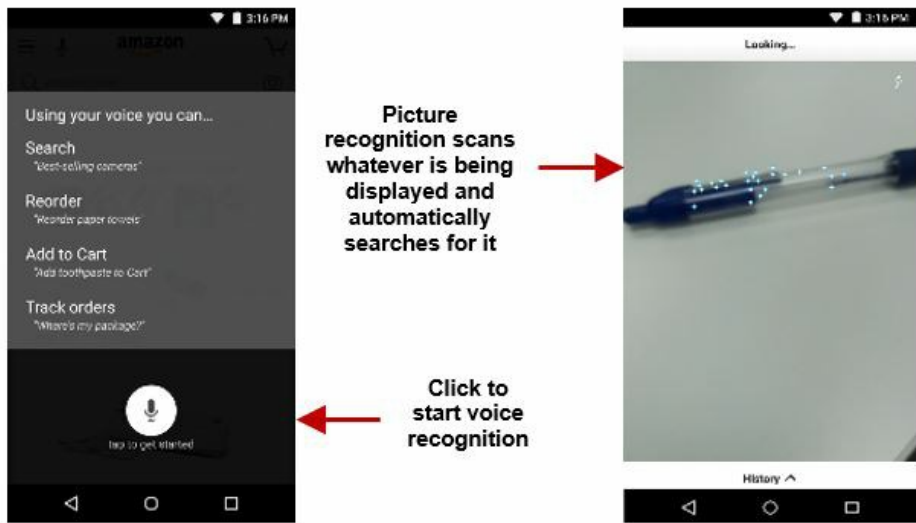 3:16 PM
amazon
Using your voice you can...
Search
"Best-selling cameras"
Reorder
"Reorder paper towels"
Add to Cart
"Add toothpaste to Cart"
Track orders
"Where's my package?"
tap to get started
Picture
recognition scans
whatever is being
displayed and
automatically
searches for it
Click to
start voice
recognition
3:16 PM
Looking...
History